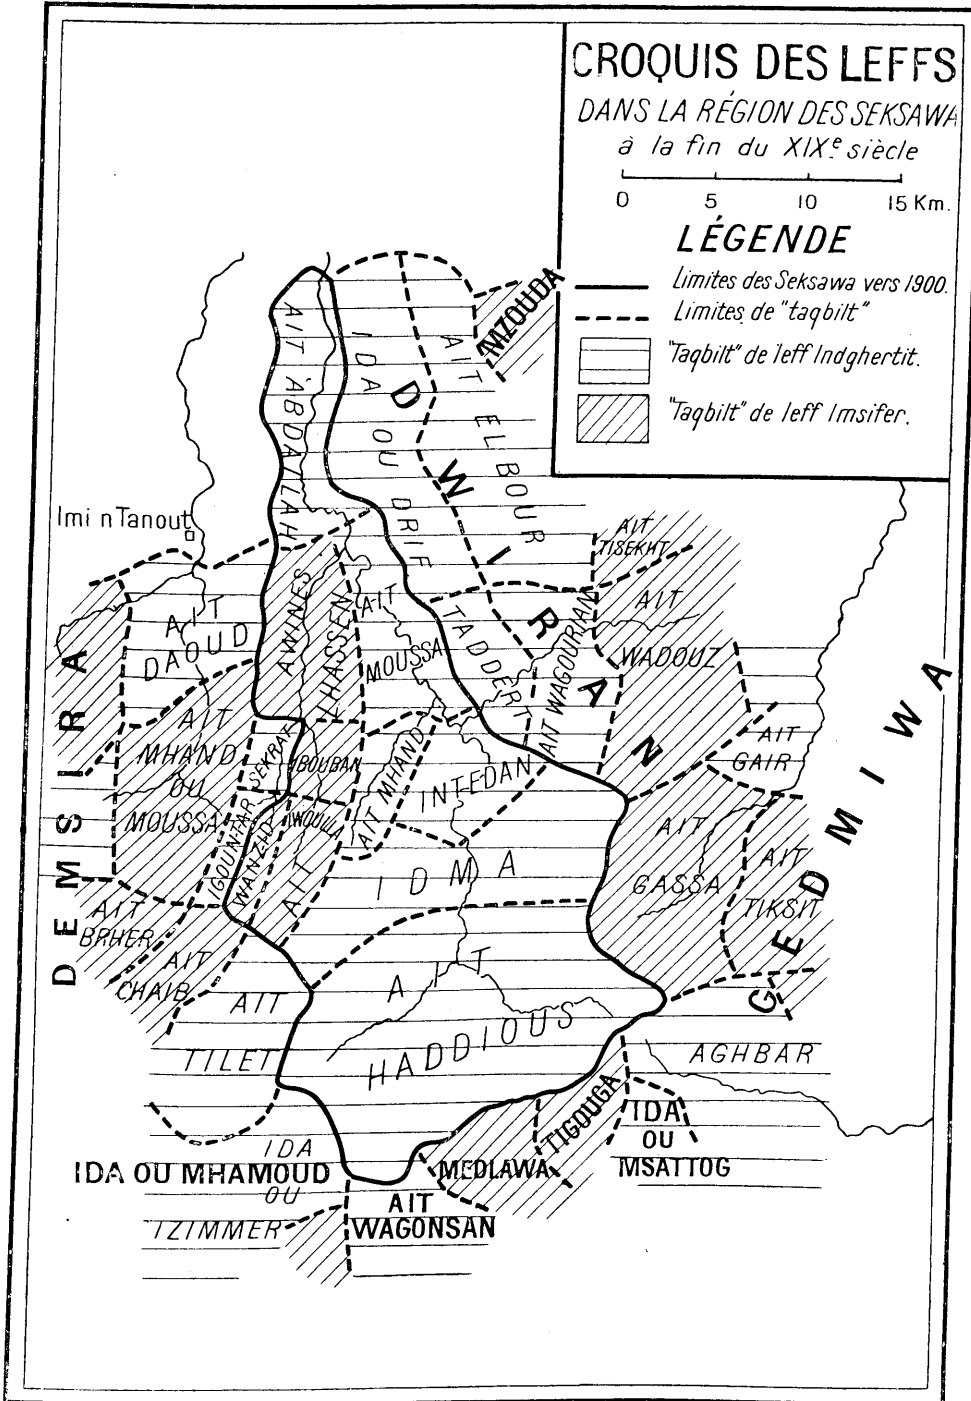 CROQUIS DES LEFFS
DANS LA RÉGION DES SEKSAWA
à la fin du XIXe siècle
0 5 10 15 Km.
LÉGENDE
Limites des Seksawa vers 1900.
Limites de "taqbilt"
"Taqbilt" de leff Indghertit.
"Taqbilt" de leff Imsifer.
MZOUDA
AIT ABDALLAH
IDA OU DRIF
AIT EL BOUR
DWIRAN
Imi n Tanout
AIT
TISEKHT
AIT
WADOUZ
AIT
DAOUD
AWINES
LHASSEN
AIT
MOUSSA
TADDERT
AIT WAGOURIAN
DEMSIRA
GEDMIWA
AIT
MHAND
OU
MOUSSA
SEKRAT
IBOUBAN
AIT MHAND
INTEDAN
AIT
GAIR
IGOUNTAR
WANZID
AIT
IWOULLA
IDMA
AIT
GASSA
AIT
TIKSIT
AIT
BRHER
AIT
CHAIB
AIT
TILET
AIT
HADDIOUS
AGHBAR
TIGOUGA
IDA
OU
MSATTOG
MEDLAWA
IDA OU MHAMOUD
IDA
OU
IZIMMER
AIT
WAGONSAN